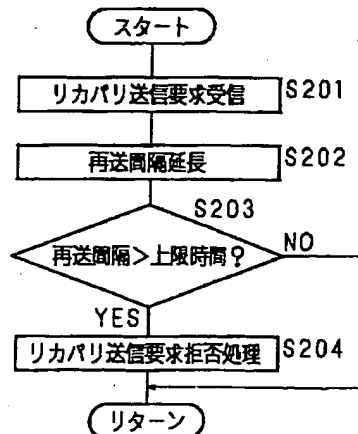 スタート
リカバリ送信要求受信 S201
再送間隔延長 S202
S203
再送間隔>上限時間?
NO
YES
リカバリ送信要求拒否処理 S204
リターン